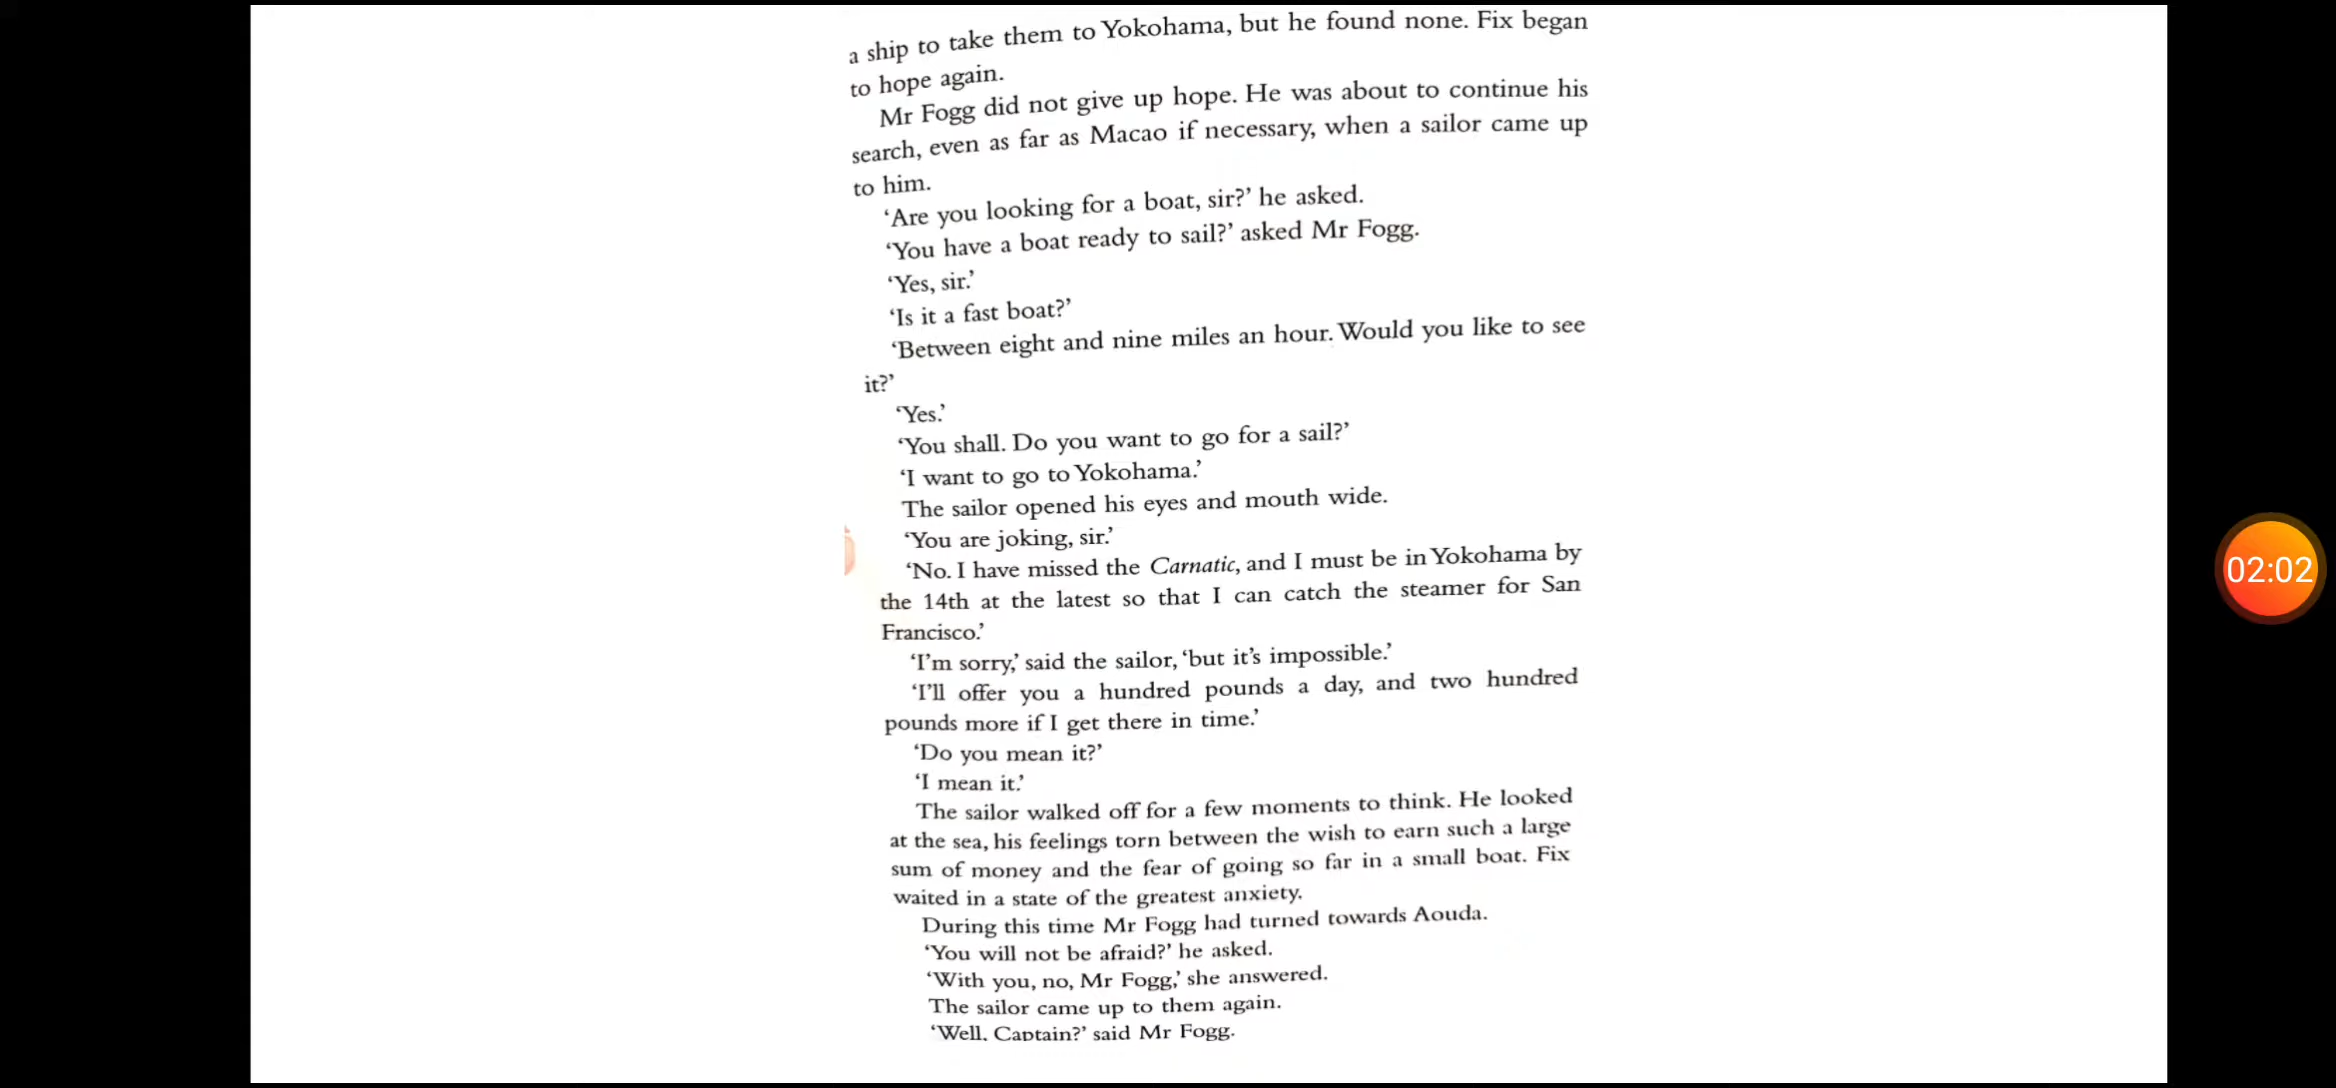 a ship to take them to Yokohama, but he found none. Fix began
to hope again.
Mr Fogg did not give up hope. He was about to continue his
search, even as far as Macao if necessary, when a sailor came up
to him.
‘Are you looking for a boat, sir?’ he asked.
‘You have a boat ready to sail?’ asked Mr Fogg.
‘Yes, sir.’
‘Is it a fast boat?’
‘Between eight and nine miles an hour. Would you like to see
it?’
‘Yes.’
‘You shall. Do you want to go for a sail?’
‘I want to go to Yokohama.’
The sailor opened his eyes and mouth wide.
‘You are joking, sir.’
‘No. I have missed the Carnatic, and I must be in Yokohama by
the 14th at the latest so that I can catch the steamer for San
Francisco.’
‘I’m sorry,’ said the sailor, ‘but it’s impossible.’
‘I’ll offer you a hundred pounds a day, and two hundred
pounds more if I get there in time.’
‘Do you mean it?’
‘I mean it.’
The sailor walked off for a few moments to think. He looked
at the sea, his feelings torn between the wish to earn such a large
sum of money and the fear of going so far in a small boat. Fix
waited in a state of the greatest anxiety.
During this time Mr Fogg had turned towards Aouda.
‘You will not be afraid?’ he asked.
‘With you, no, Mr Fogg,’ she answered.
The sailor came up to them again.
‘Well, Captain?’ said Mr Fogg.
02:02